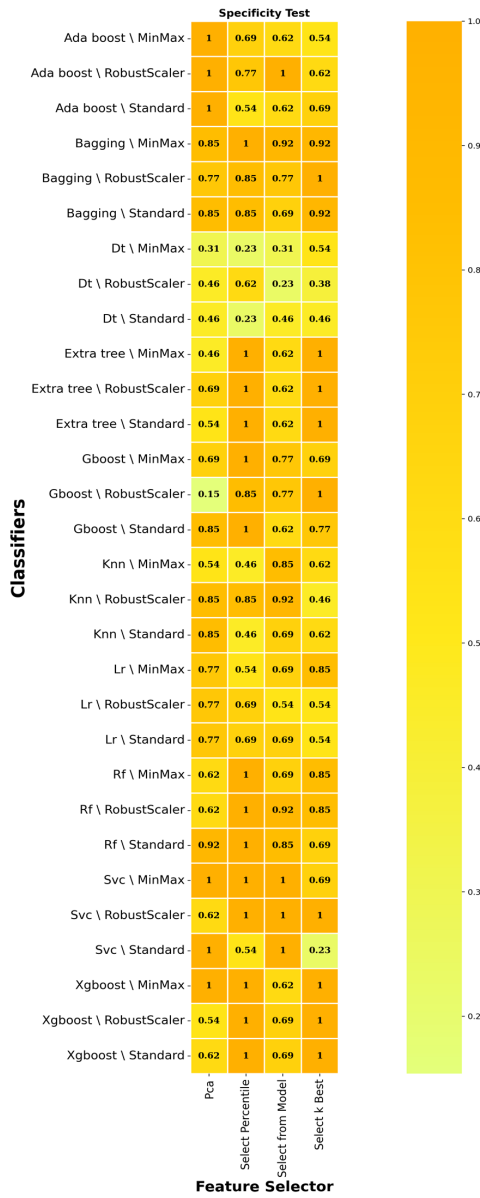 Specificity Test
Ada boost \ MinMax 1 0.69 0.62 0.54
Ada boost \ RobustScaler 1 0.77 1 0.62
Ada boost \ Standard 1 0.54 0.62 0.69
Bagging \ MinMax 0.85 1 0.92 0.92
Bagging \ RobustScaler 0.77 0.85 0.77 1
Bagging \ Standard 0.85 0.85 0.69 0.92
Dt \ MinMax 0.31 0.23 0.31 0.54
Dt \ RobustScaler 0.46 0.62 0.23 0.38
Dt \ Standard 0.46 0.23 0.46 0.46
Extra tree \ MinMax 0.46 1 0.62 1
Extra tree \ RobustScaler 0.69 1 0.62 1
Extra tree \ Standard 0.54 1 0.62 1
Gboost \ MinMax 0.69 1 0.77 0.69
Gboost \ RobustScaler 0.15 0.85 0.77 1
Gboost \ Standard 0.85 1 0.62 0.77
Knn \ MinMax 0.54 0.46 0.85 0.62
Knn \ RobustScaler 0.85 0.85 0.92 0.46
Knn \ Standard 0.85 0.46 0.69 0.62
Lr \ MinMax 0.77 0.54 0.69 0.85
Lr \ RobustScaler 0.77 0.69 0.54 0.54
Lr \ Standard 0.77 0.69 0.69 0.54
Rf \ MinMax 0.62 1 0.69 0.85
Rf \ RobustScaler 0.62 1 0.92 0.85
Rf \ Standard 0.92 1 0.85 0.69
Svc \ MinMax 1 1 1 0.69
Svc \ RobustScaler 0.62 1 1 1
Svc \ Standard 1 0.54 1 0.23
Xgboost \ MinMax 1 1 0.62 1
Xgboost \ RobustScaler 0.54 1 0.69 1
Xgboost \ Standard 0.62 1 0.69 1
Classifiers
Pca
Select Percentile
Select from Model
Select k Best
Feature Selector
1.0
0.9
0.8
0.7
0.6
0.5
0.4
0.3
0.2